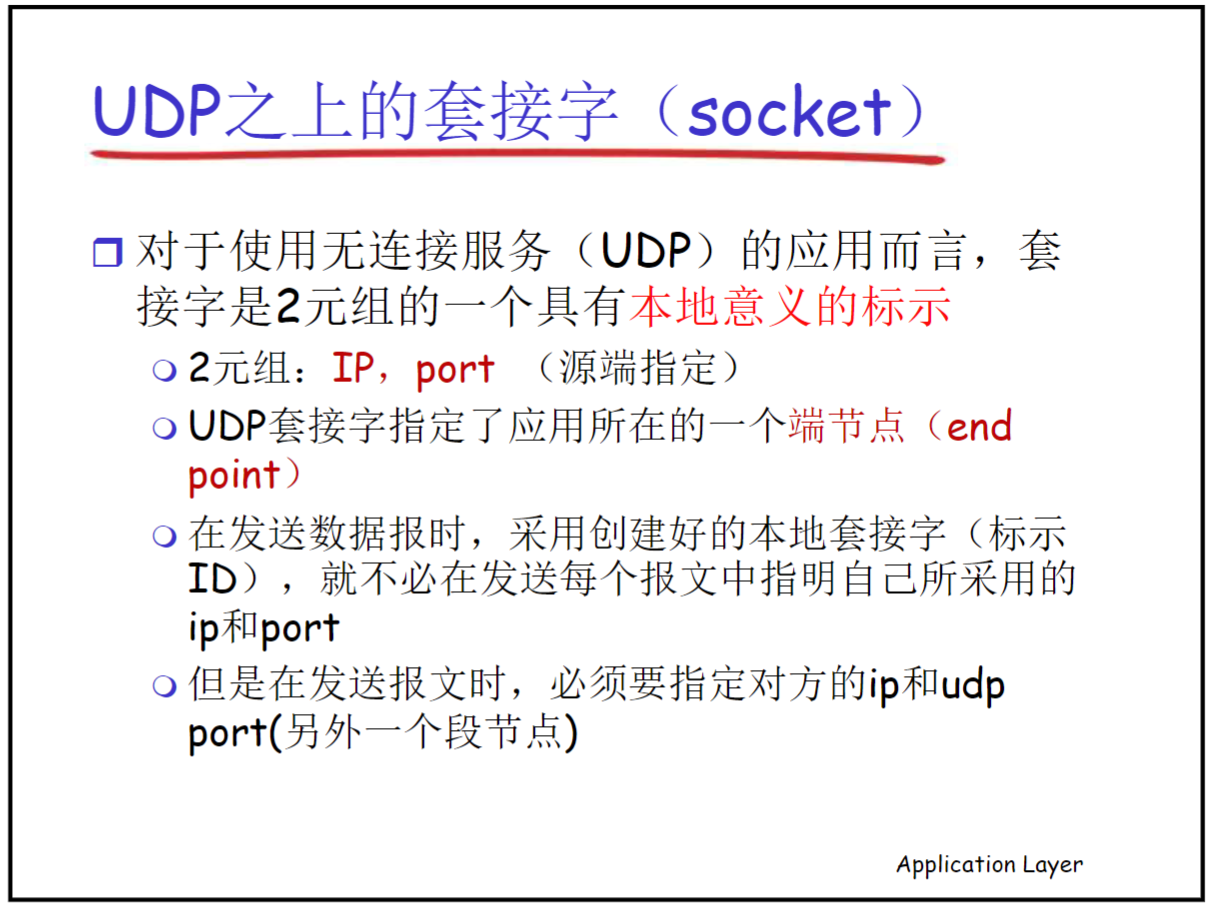 UDP之上的套接字（socket）
对于使用无连接服务（UDP）的应用而言，套
接字是2元组的一个具有本地意义的标示
2元组：IP，port （源端指定）
UDP套接字指定了应用所在的一个端节点（end
point）
在发送数据报时，采用创建好的本地套接字（标示
ID），就不必在发送每个报文中指明自己所采用的
ip和port
但是在发送报文时，必须要指定对方的ip和udp
port(另外一个段节点)
Application Layer